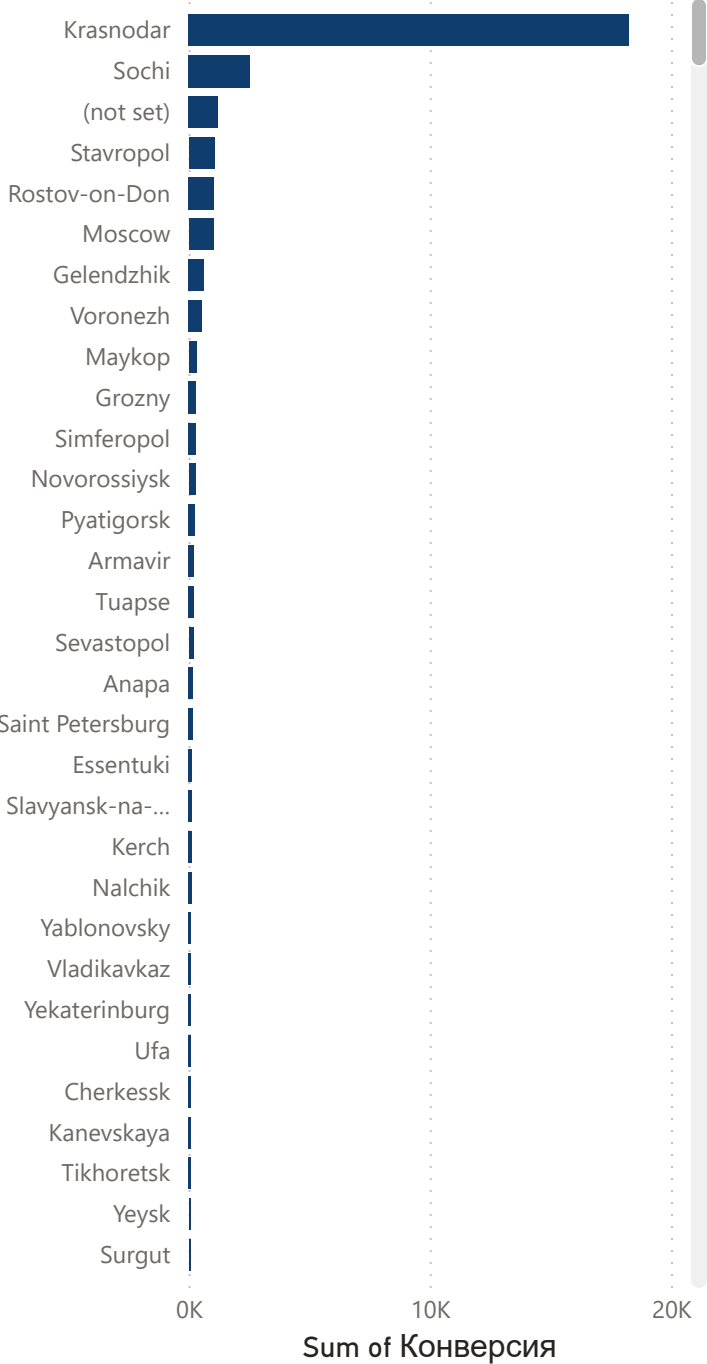 Krasnodar
Sochi
(not set)
Stavropol
Rostov-on-Don
Moscow
Gelendzhik
Voronezh
Maykop
Grozny
Simferopol
Novorossiysk
Pyatigorsk
Armavir
Tuapse
Sevastopol
Anapa
Saint Petersburg
Essentuki
Slavyansk-na-...
Kerch
Nalchik
Yablonovsky
Vladikavkaz
Yekaterinburg
Ufa
Cherkessk
Kanevskaya
Tikhoretsk
Yeysk
Surgut
0K 10K 20K
Sum of Конверсия